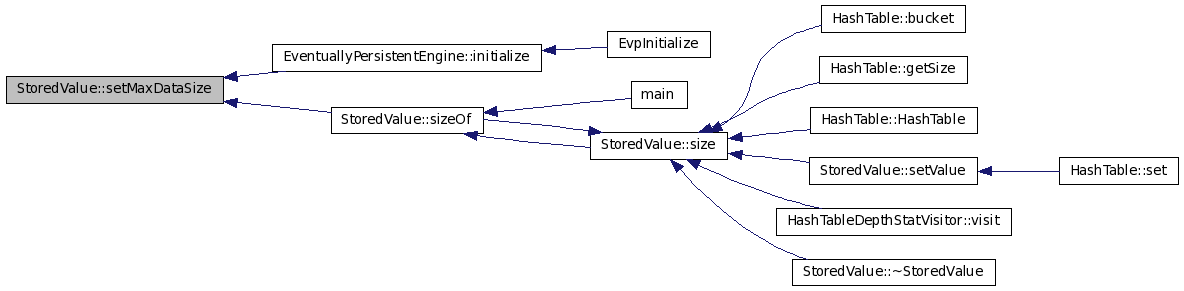 HashTable::bucket
EvpInitialize
EventuallyPersistentEngine::initialize
HashTable::getSize
StoredValue::setMaxDataSize
main
StoredValue::sizeOf
HashTable::HashTable
StoredValue::size
StoredValue::setValue
HashTable::set
HashTableDepthStatVisitor::visit
StoredValue::~StoredValue